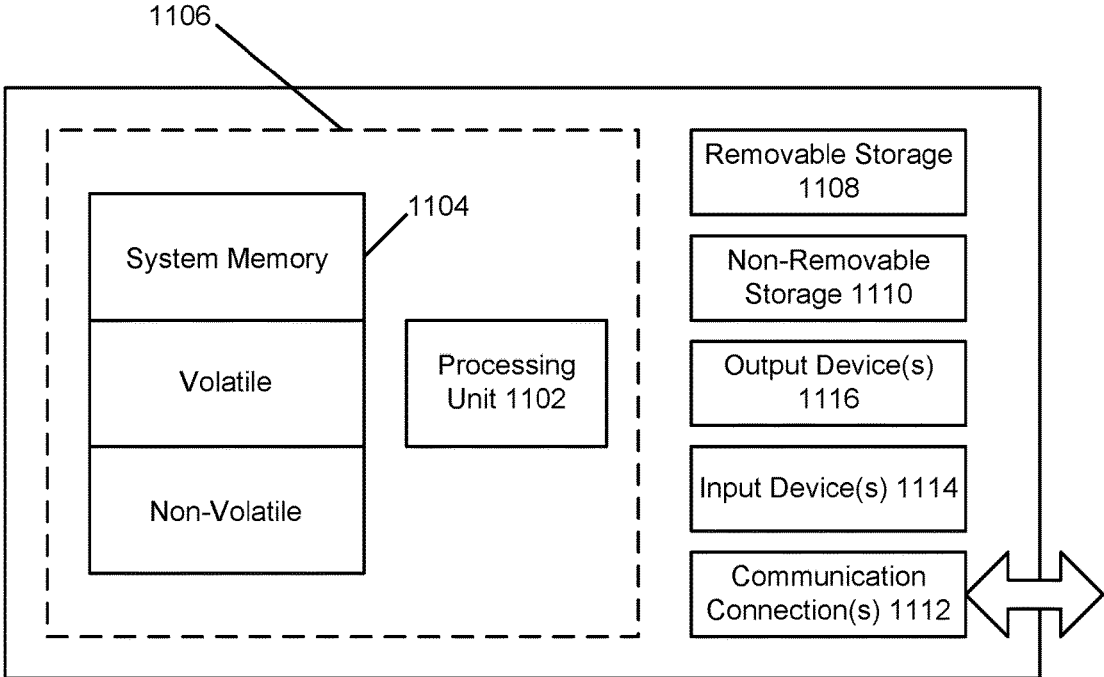 1106
1104
System Memory
Volatile
Non-Volatile
Processing
Unit 1102
Removable Storage
1108
Non-Removable
Storage 1110
Output Device(s)
1116
Input Device(s) 1114
Communication
Connection(s) 1112